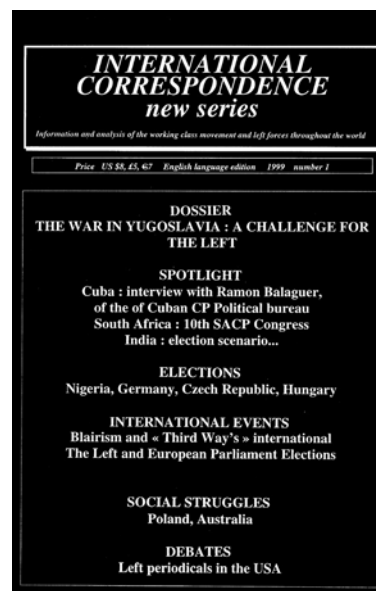 INTERNATIONAL
CORRESPONDENCE
new series
Information and analysis of the working class movement and left forces throughout the world
Price US $8, £5, €7 English language edition 1999 number 1
DOSSIER
THE WAR IN YUGOSLAVIA : A CHALLENGE FOR
THE LEFT
SPOTLIGHT
Cuba : interview with Ramon Balaguer,
of the of Cuban CP Political bureau
South Africa : 10th SACP Congress
India : election scenario...
ELECTIONS
Nigeria, Germany, Czech Republic, Hungary
INTERNATIONAL EVENTS
Blairism and « Third Way's » international
The Left and European Parliament Elections
SOCIAL STRUGGLES
Poland, Australia
DEBATES
Left periodicals in the USA